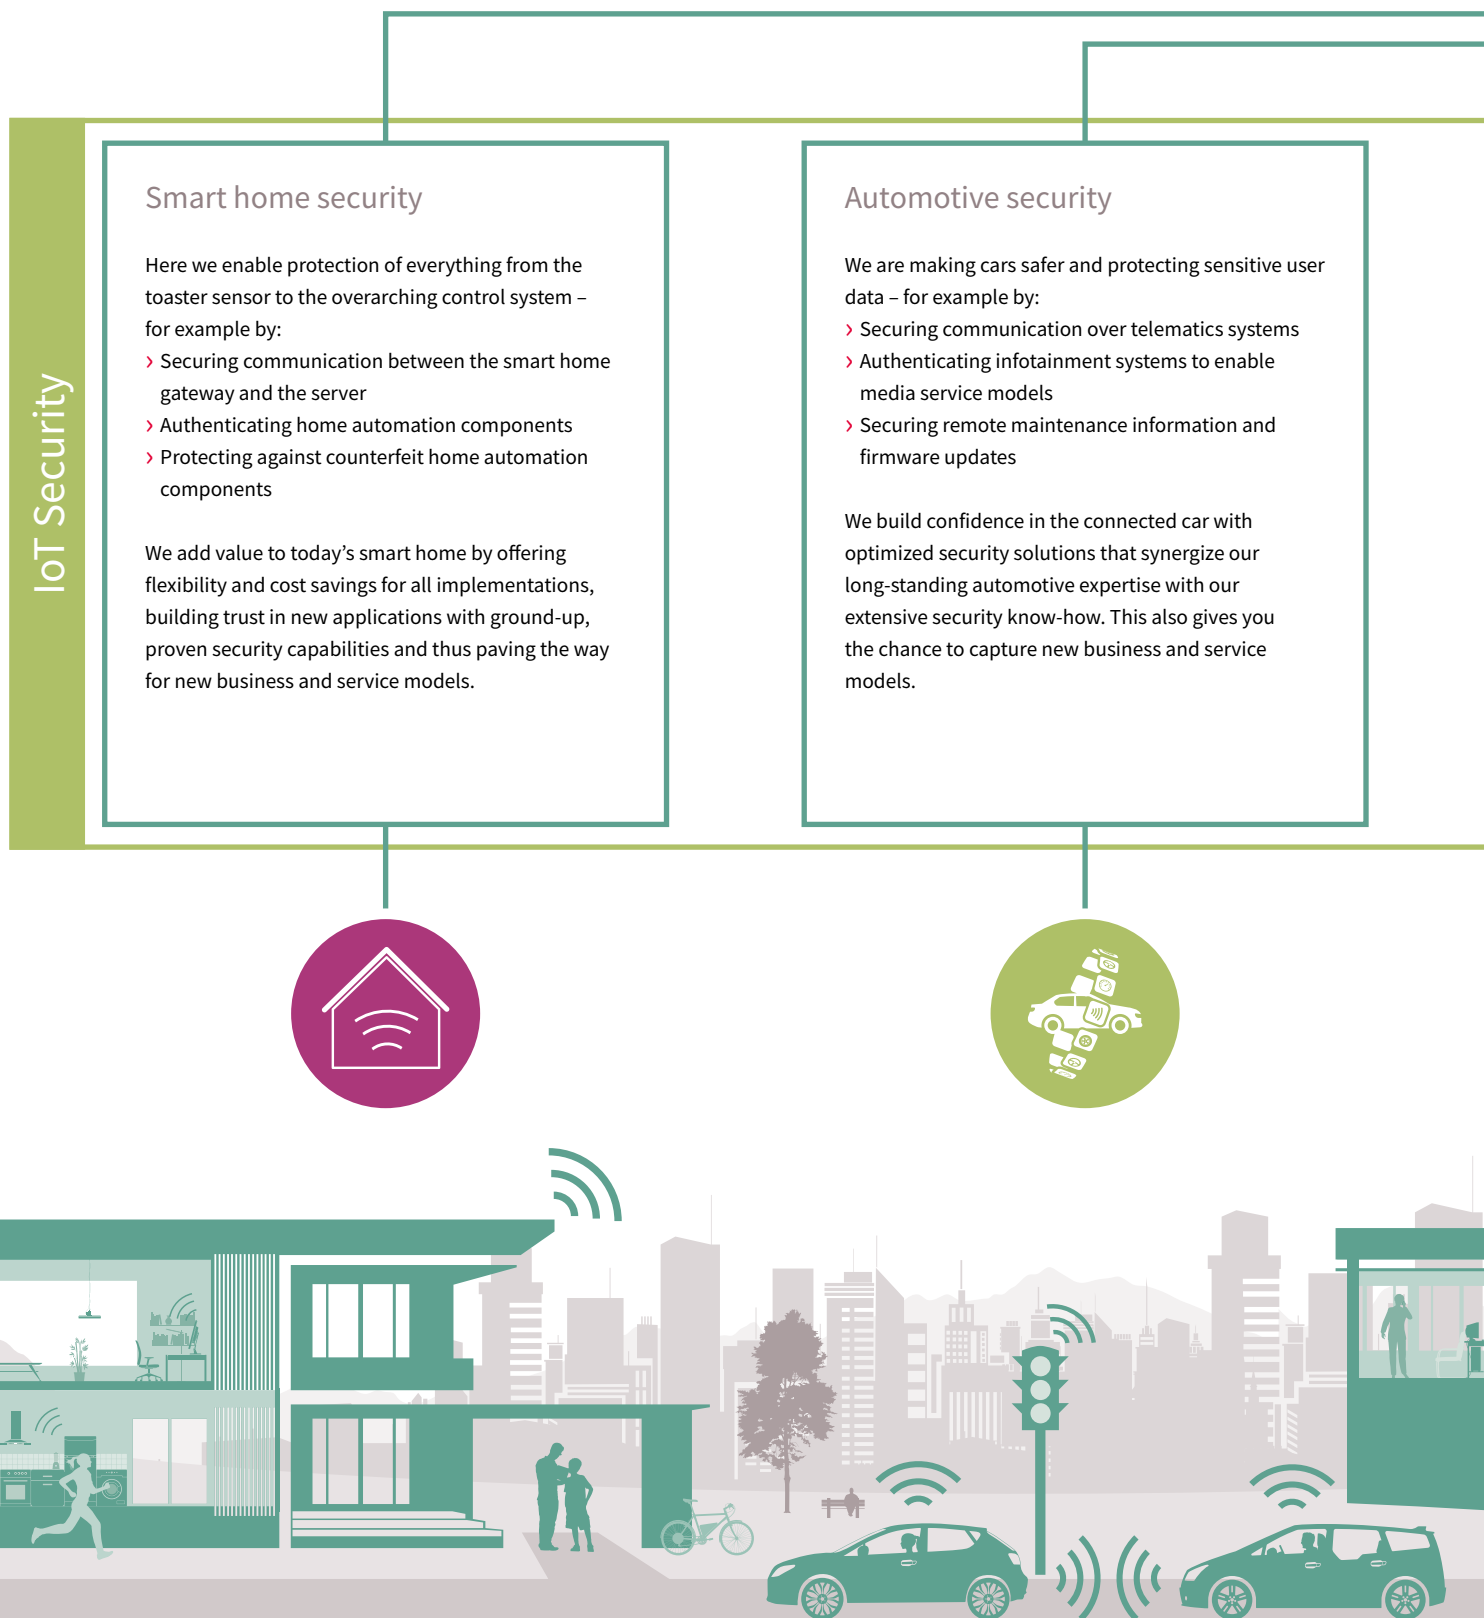 IoT Security
Smart home security
Here we enable protection of everything from the
toaster sensor to the overarching control system –
for example by:
› Securing communication between the smart home
gateway and the server
› Authenticating home automation components
› Protecting against counterfeit home automation
components
We add value to today’s smart home by offering
flexibility and cost savings for all implementations,
building trust in new applications with ground-up,
proven security capabilities and thus paving the way
for new business and service models.
Automotive security
We are making cars safer and protecting sensitive user
data – for example by:
› Securing communication over telematics systems
› Authenticating infotainment systems to enable
media service models
› Securing remote maintenance information and
firmware updates
We build confidence in the connected car with
optimized security solutions that synergize our
long-standing automotive expertise with our
extensive security know-how. This also gives you
the chance to capture new business and service
models.